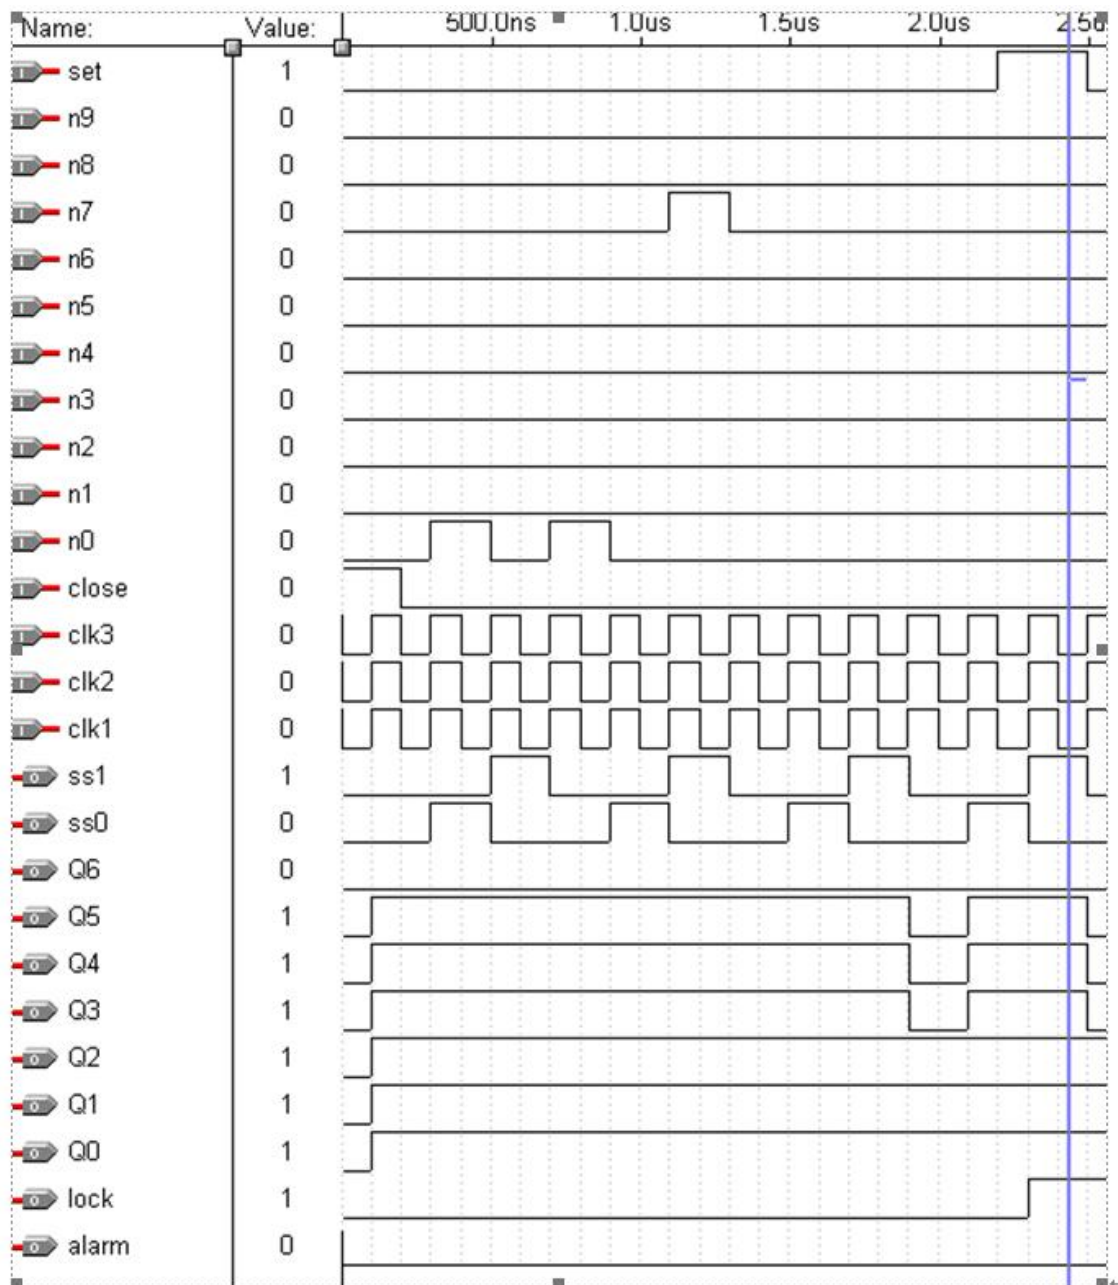 Name: Value: 500.0ns 1.0us 1.5us 2.0us 2.5u
set 1
n9 0
n8 0
n7 0
n6 0
n5 0
n4 0
n3 0
n2 0
n1 0
n0 0
close 0
clk3 0
clk2 0
clk1 0
ss1 1
ss0 0
Q6 0
Q5 1
Q4 1
Q3 1
Q2 1
Q1 1
Q0 1
lock 1
alarm 0